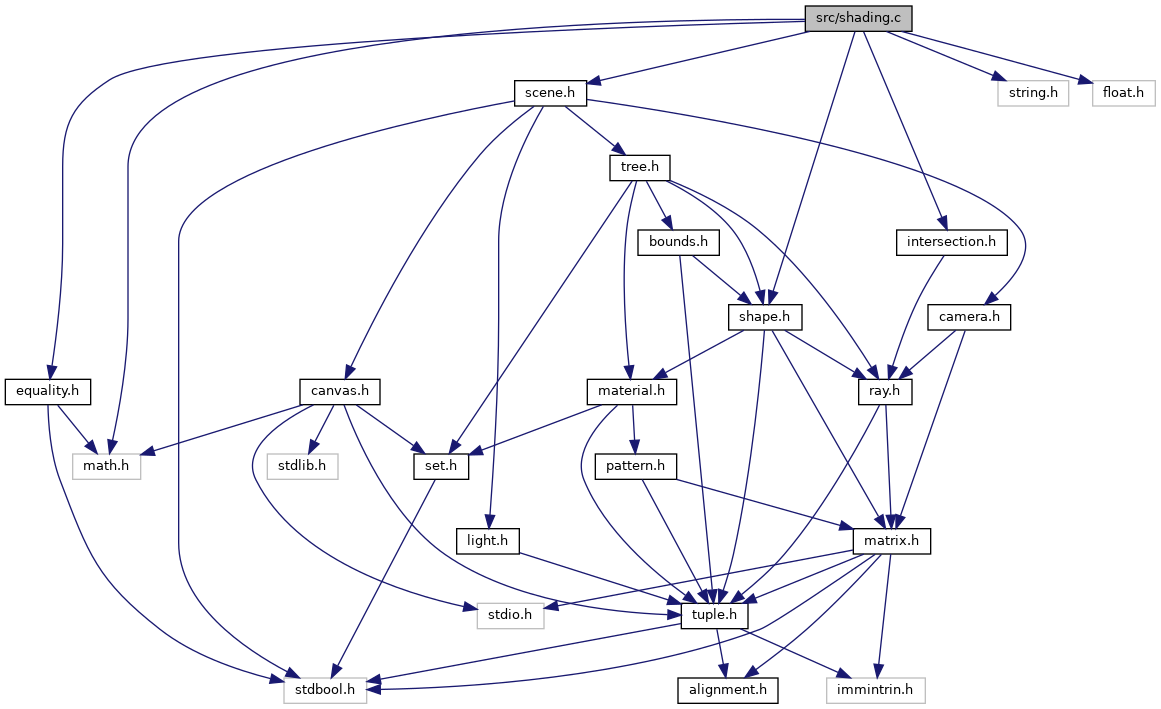 src/shading.c
scene.h
string.h
float.h
tree.h
bounds.h
intersection.h
shape.h
camera.h
equality.h
canvas.h
material.h
ray.h
math.h
stdlib.h
set.h
pattern.h
light.h
matrix.h
stdio.h
tuple.h
stdbool.h
alignment.h
immintrin.h